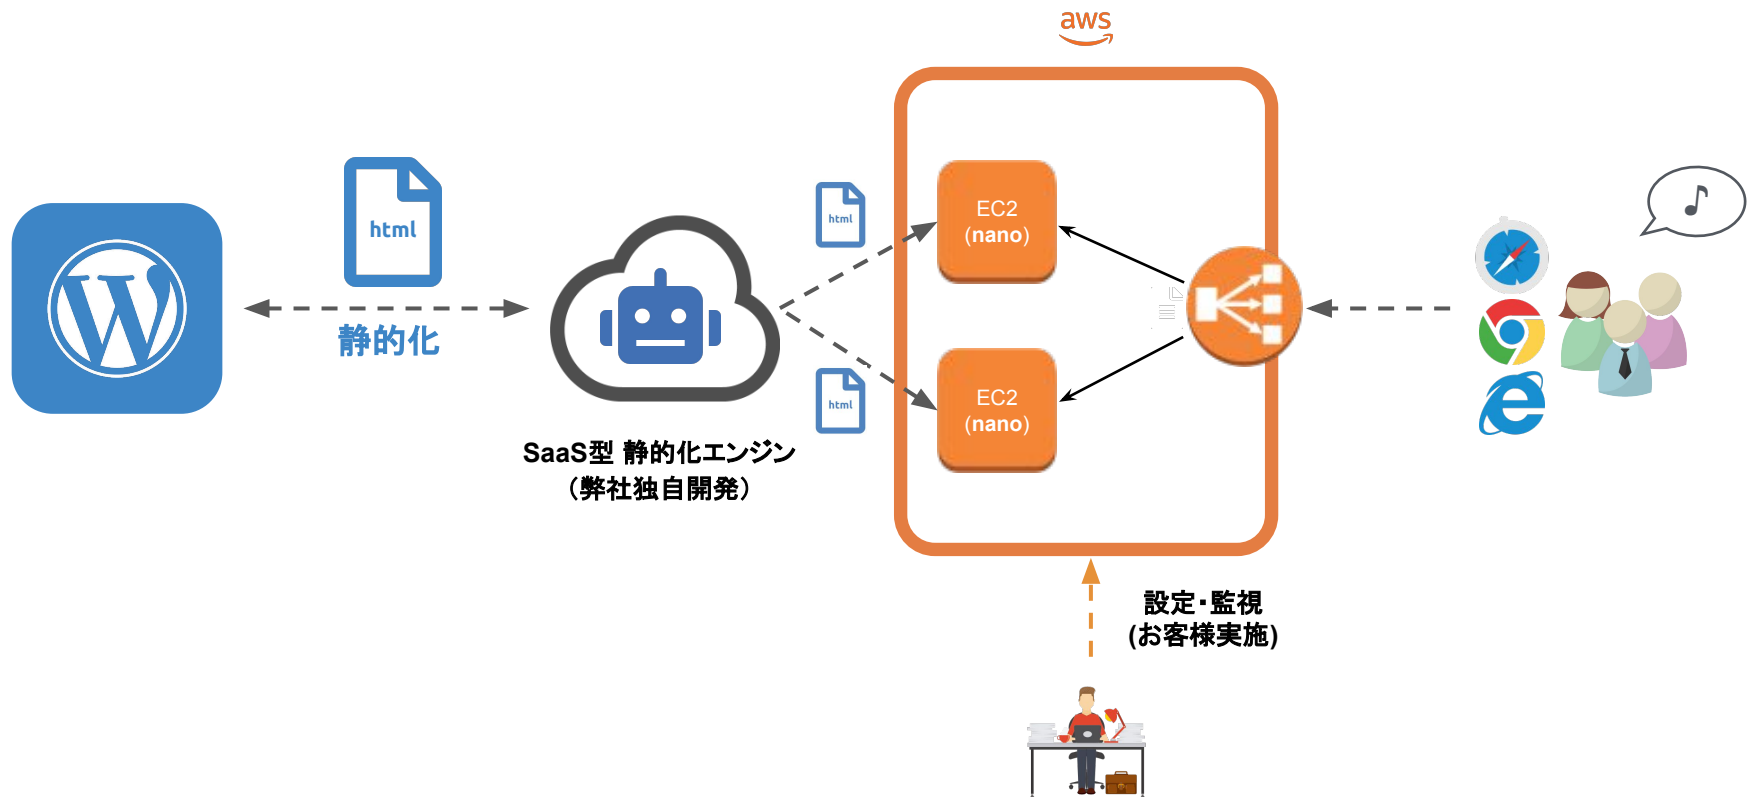 aws
html
静的化
html
html
EC2
(nano)
EC2
(nano)
SaaS型 静的化エンジン
（弊社独自開発）
設定・監視
(お客様実施)